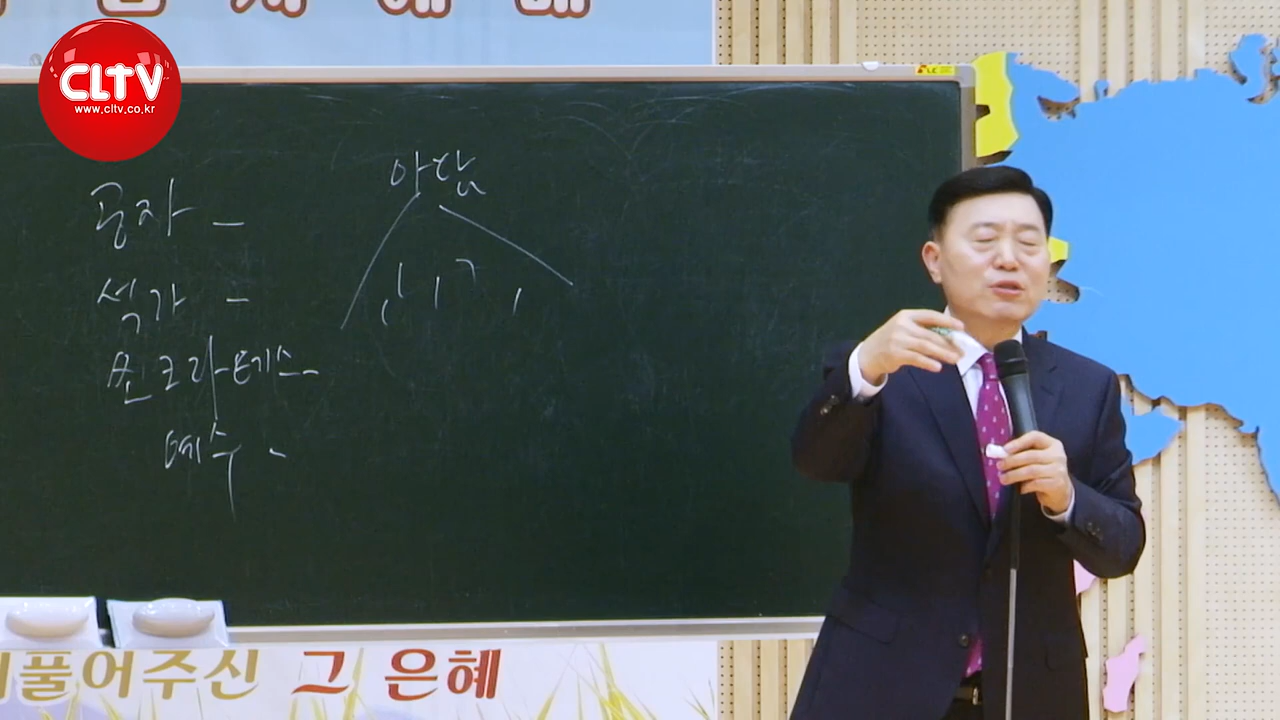 CLTV
www.cltv.co.kr
아담
공자 -
석가 -
쏘크라테스 -
예수 -
풀어주신 그 은혜